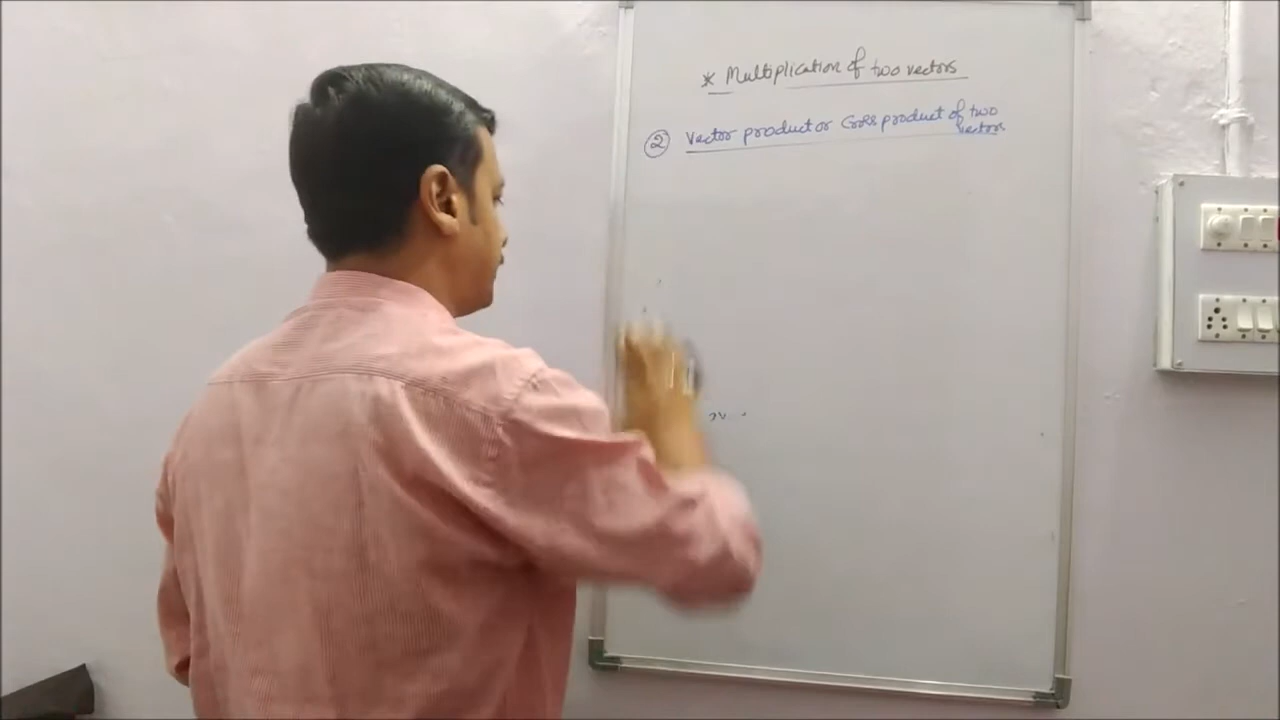 * Multiplication of two vectors
② Vector product or Cross product of two
vectors